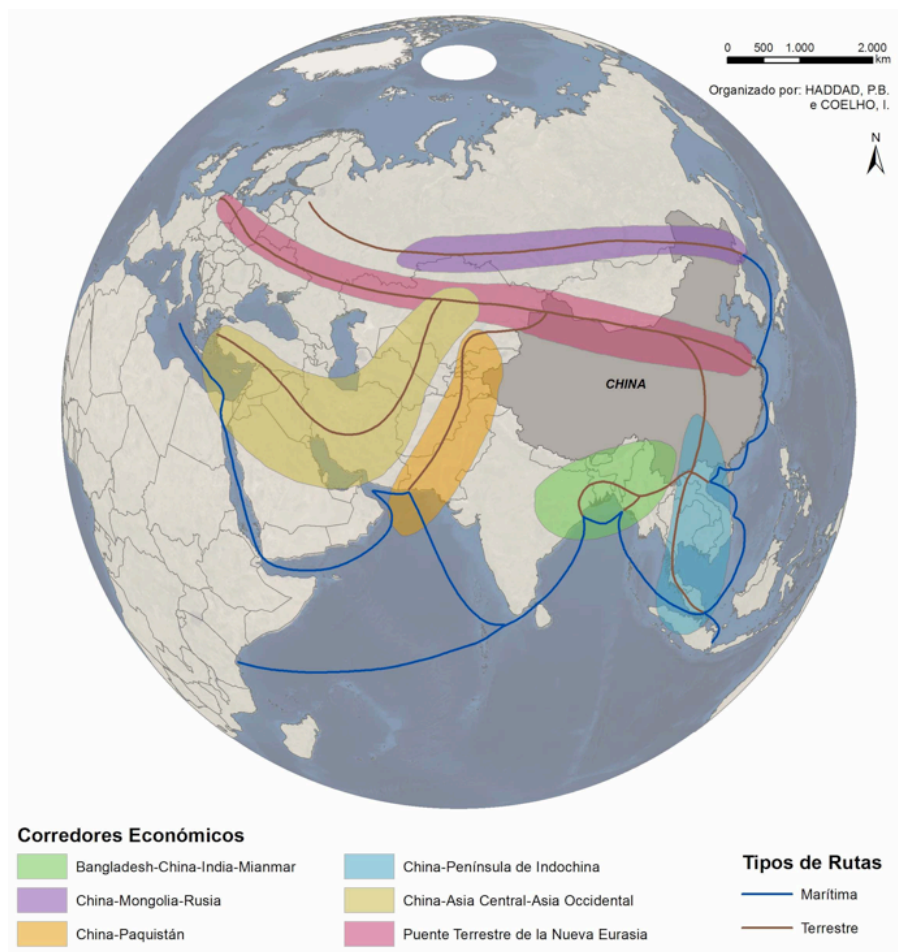 0 500 1.000 2.000
km
Organizado por: HADDAD, P.B.
e COELHO, I.
N
CHINA
Corredores Económicos
Bangladesh-China-India-Mianmar
China-Mongolia-Rusia
China-Paquistán
China-Península de Indochina
China-Asia Central-Asia Occidental
Puente Terrestre de la Nueva Eurasia
Tipos de Rutas
Marítima
Terrestre